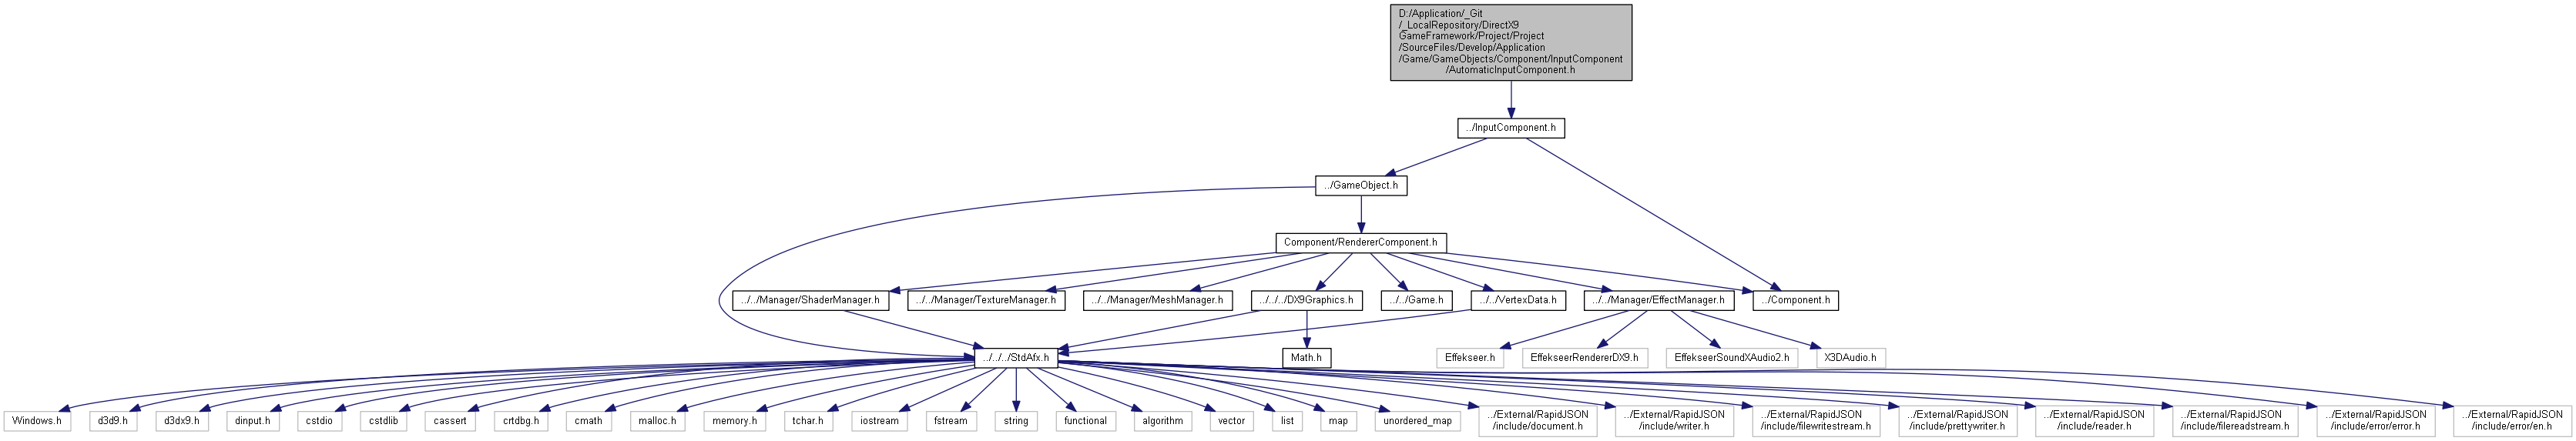 D:/Application/_Git
/_LocalRepository/DirectX9
GameFramework/Project/Project
/SourceFiles/Develop/Application
/Game/GameObjects/Component/InputComponent
/AutomaticInputComponent.h
../InputComponent.h
../GameObject.h
Component/RendererComponent.h
../../Manager/ShaderManager.h
../../Manager/TextureManager.h
../../Manager/MeshManager.h
../../../DX9Graphics.h
../../Game.h
../../VertexData.h
../../Manager/EffectManager.h
../Component.h
../../../StdAfx.h
Math.h
Effekseer.h
EffekseerRendererDX9.h
EffekseerSoundXAudio2.h
X3DAudio.h
Windows.h
d3d9.h
d3dx9.h
dinput.h
cstdio
cstdlib
cassert
crtdbg.h
cmath
malloc.h
memory.h
tchar.h
iostream
fstream
string
functional
algorithm
vector
list
map
unordered_map
../External/RapidJSON
/include/document.h
../External/RapidJSON
/include/writer.h
../External/RapidJSON
/include/filewritestream.h
../External/RapidJSON
/include/prettywriter.h
../External/RapidJSON
/include/reader.h
../External/RapidJSON
/include/filereadstream.h
../External/RapidJSON
/include/error/error.h
../External/RapidJSON
/include/error/en.h